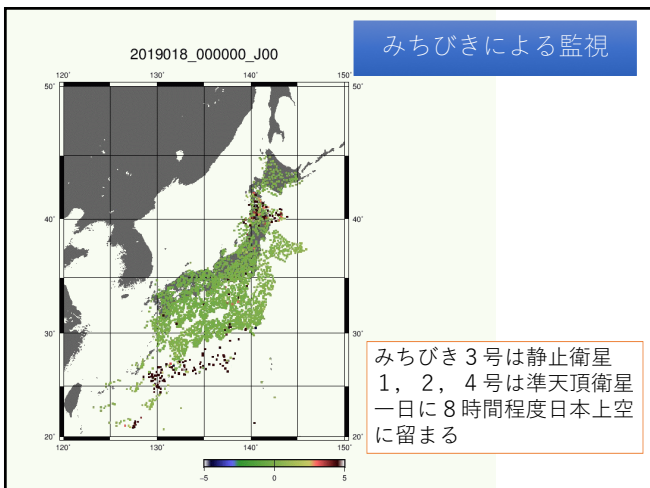 みちびきによる監視
2019018_000000_J00
120˚ 130˚ 140˚ 150˚
50˚ 50˚
40˚ 40˚
30˚ 30˚
20˚ 20˚
120˚ 130˚ 140˚ 150˚
−5 0 5
みちびき３号は静止衛星
１，２，４号は準天頂衛星
一日に８時間程度日本上空
に留まる